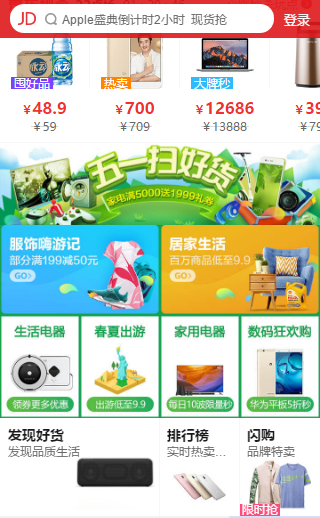 JD Apple盛典倒计时2小时 现货抢 登录
囤好品 热卖 大牌秒
¥48.9 ¥700 ¥12686
¥59 ¥709 ¥13888
五一扫好货
家电满5000送1999礼券
服饰嗨游记 居家生活
部分满199减50元 百万商品低至9.9
GO> GO>
生活电器 春夏出游 家用电器 数码狂欢购
领券更多优惠 出游低至9.9 每日10波限量秒 华为平板5折秒
发现好货 排行榜 闪购
发现品质生活 实时热卖... 品牌特卖
限时抢